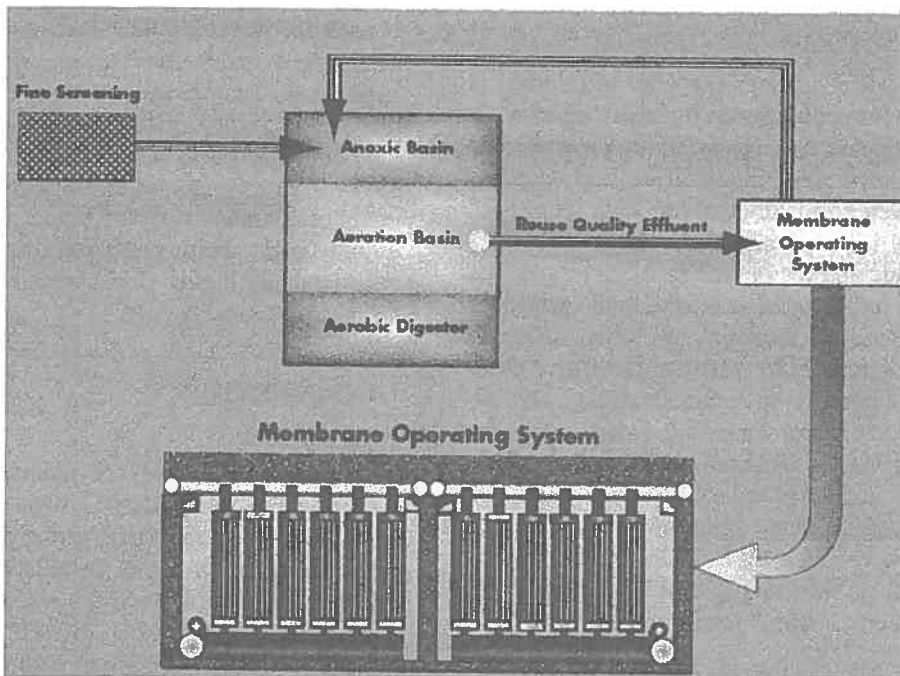 Fine Screening
Anoxic Basin
Aeration Basin
Reuse Quality Effluent
Membrane
Operating
System
Aerobic Digester
Membrane Operating System